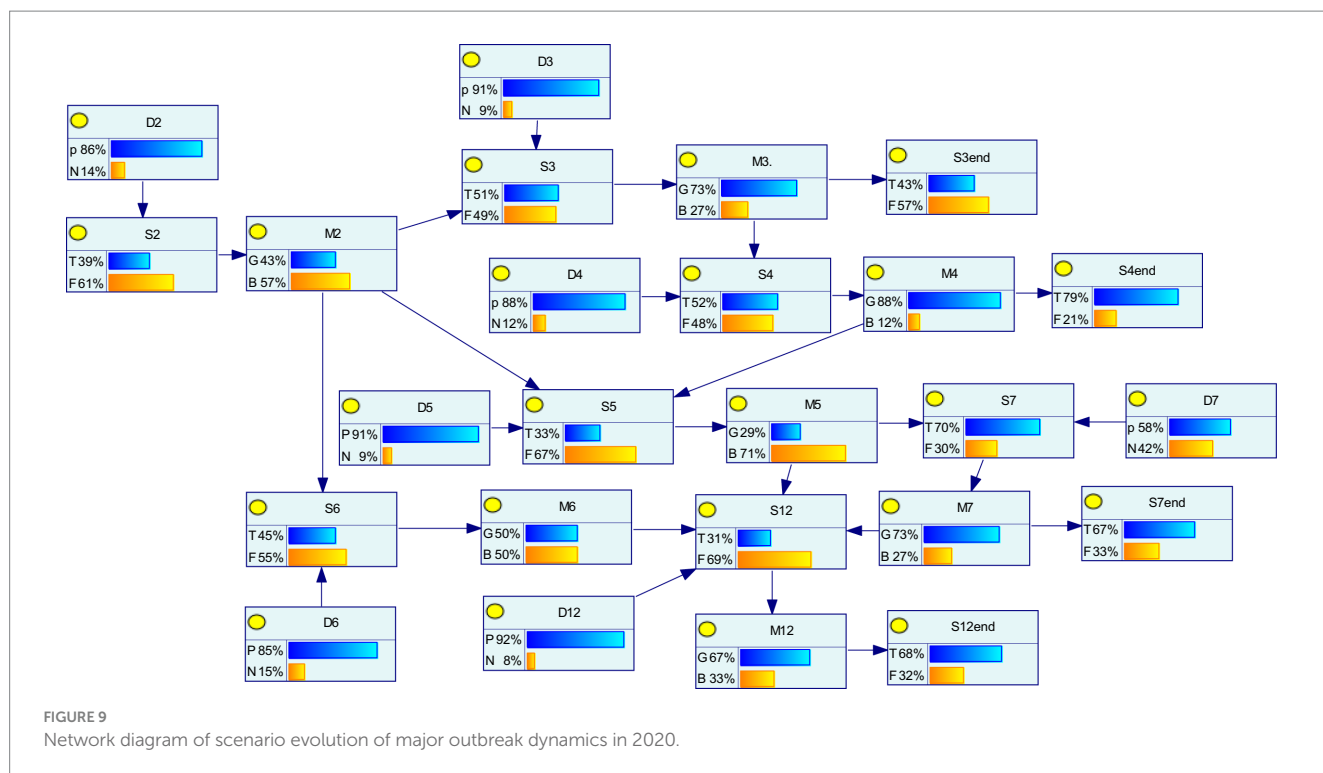 D3
p 91%
N 9%
D2
p 86%
N 14%
S3
T 51%
F 49%
M3.
G 73%
B 27%
S3end
T 43%
F 57%
S2
T 39%
F 61%
M2
G 43%
B 57%
D4
p 88%
N 12%
S4
T 52%
F 48%
M4
G 88%
B 12%
S4end
T 79%
F 21%
D5
P 91%
N 9%
S5
T 33%
F 67%
M5
G 29%
B 71%
S7
T 70%
F 30%
D7
p 58%
N 42%
S6
T 45%
F 55%
M6
G 50%
B 50%
S12
T 31%
F 69%
M7
G 73%
B 27%
S7end
T 67%
F 33%
D6
P 85%
N 15%
D12
P 92%
N 8%
M12
G 67%
B 33%
S12end
T 68%
F 32%
FIGURE 9
Network diagram of scenario evolution of major outbreak dynamics in 2020.